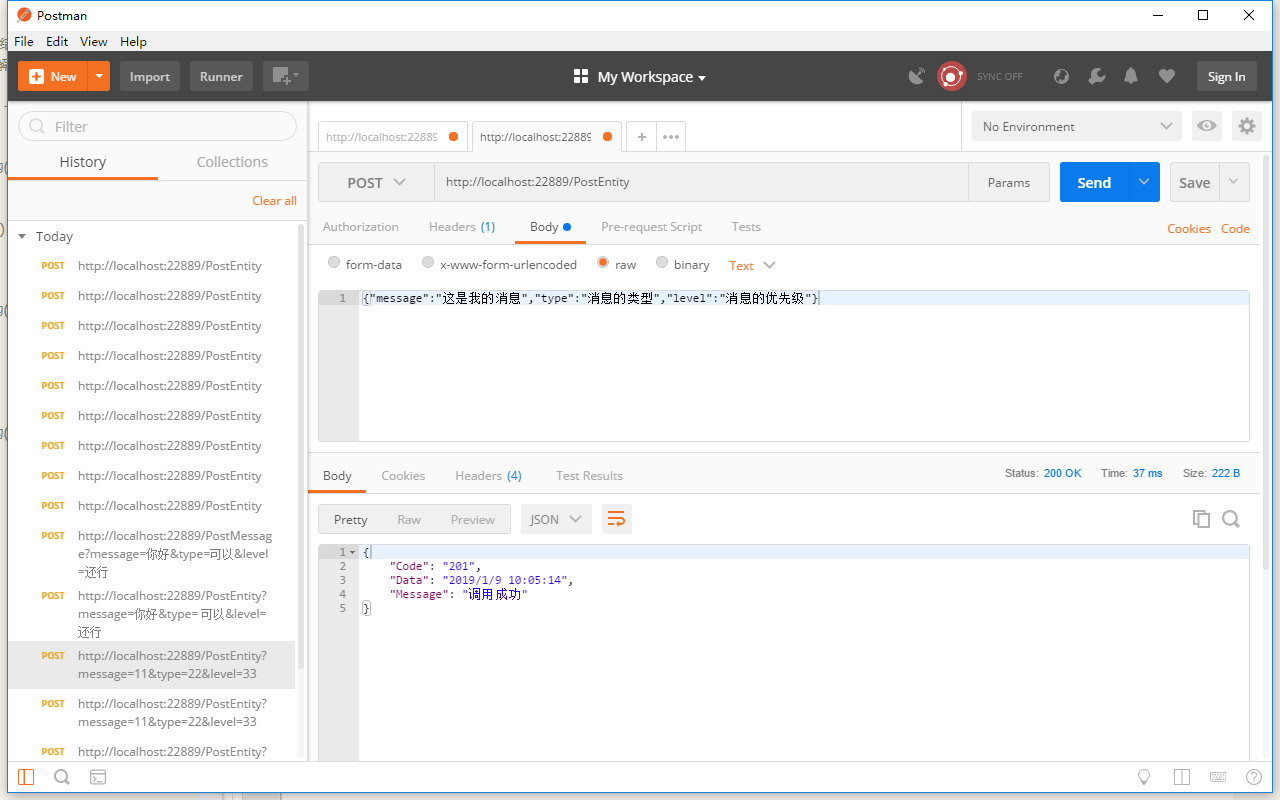 Postman
File Edit View Help
New Import Runner My Workspace SYNC OFF Sign In
Filter
History Collections
Clear all
Today
POST http://localhost:22889/PostEntity
POST http://localhost:22889/PostEntity
POST http://localhost:22889/PostEntity
POST http://localhost:22889/PostEntity
POST http://localhost:22889/PostEntity
POST http://localhost:22889/PostEntity
POST http://localhost:22889/PostEntity
POST http://localhost:22889/PostEntity
POST http://localhost:22889/PostEntity
POST http://localhost:22889/PostMessag
e?message=你好&type=可以&level
=还行
POST http://localhost:22889/PostEntity?
message=你好&type= 可以&level=
还行
POST http://localhost:22889/PostEntity?
message=11&type=22&level=33
POST http://localhost:22889/PostEntity?
message=11&type=22&level=33
POST http://localhost:22889/PostEntity?
http://localhost:22889 http://localhost:22889 + •••
No Environment
POST http://localhost:22889/PostEntity Params Send Save
Authorization Headers (1) Body Pre-request Script Tests Cookies Code
form-data x-www-form-urlencoded raw binary Text
1 {"message":"这是我的消息","type":"消息的类型","level":"消息的优先级"}
Body Cookies Headers (4) Test Results Status: 200 OK Time: 37 ms Size: 222 B
Pretty Raw Preview JSON
1 {
2 "Code": "201",
3 "Data": "2019/1/9 10:05:14",
4 "Message": "调用成功"
5 }